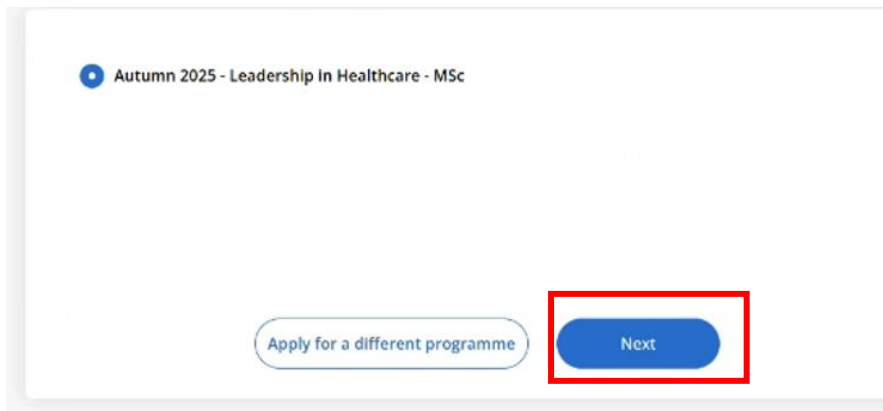 Autumn 2025 - Leadership in Healthcare - MSc
Apply for a different programme
Next